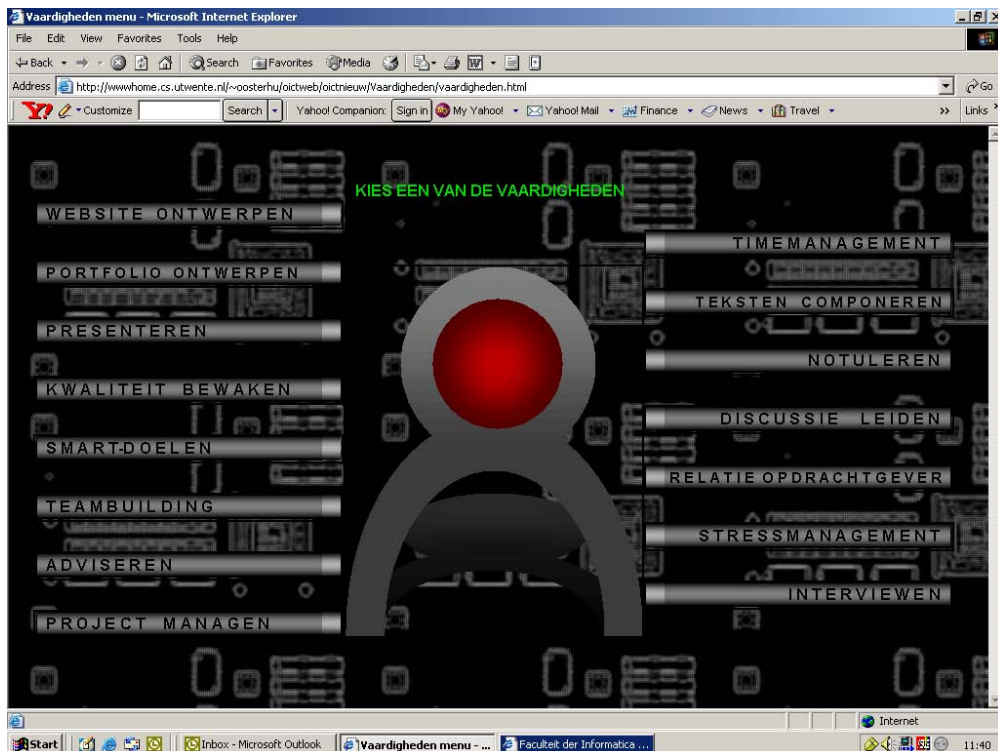 Vaardigheden menu - Microsoft Internet Explorer
File Edit View Favorites Tools Help
Back Search Favorites Media
Address http://wwwhome.cs.utwente.nl/~oosterhu/oictweb/oictnieuw/Vaardigheden/vaardigheden.html Go
Y! Customize Search Yahoo! Companion: Sign in My Yahoo! Yahoo! Mail Finance News Travel >> Links »
KIES EEN VAN DE VAARDIGHEDEN
WEBSITE ONTWERPEN
PORTFOLIO ONTWERPEN
PRESENTEREN
KWALITEIT BEWAKEN
SMART-DOELEN
TEAMBUILDING
ADVISEREN
PROJECT MANAGEN
TIMEMANAGEMENT
TEKSTEN COMPONEREN
NOTULEREN
DISCUSSIE LEIDEN
RELATIE OPDRACHTGEVER
STRESSMANAGEMENT
INTERVIEWEN
Internet
Start Inbox - Microsoft Outlook Vaardigheden menu - ... Faculteit der Informatica ... 11:40